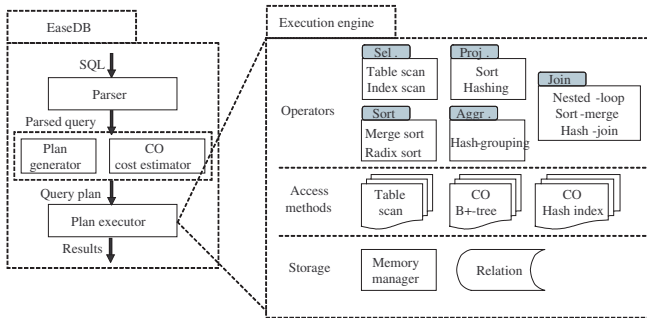 EaseDB
SQL
Parser
Parsed query
Plan
generator
CO
cost estimator
Query plan
Plan executor
Results
Execution engine
Operators
Sel .
Table scan
Index scan
Proj .
Sort
Hashing
Join
Nested -loop
Sort -merge
Hash -join
Sort
Merge sort
Radix sort
Aggr .
Hash-grouping
Access
methods
Table
scan
CO
B+-tree
CO
Hash index
Storage
Memory
manager
Relation